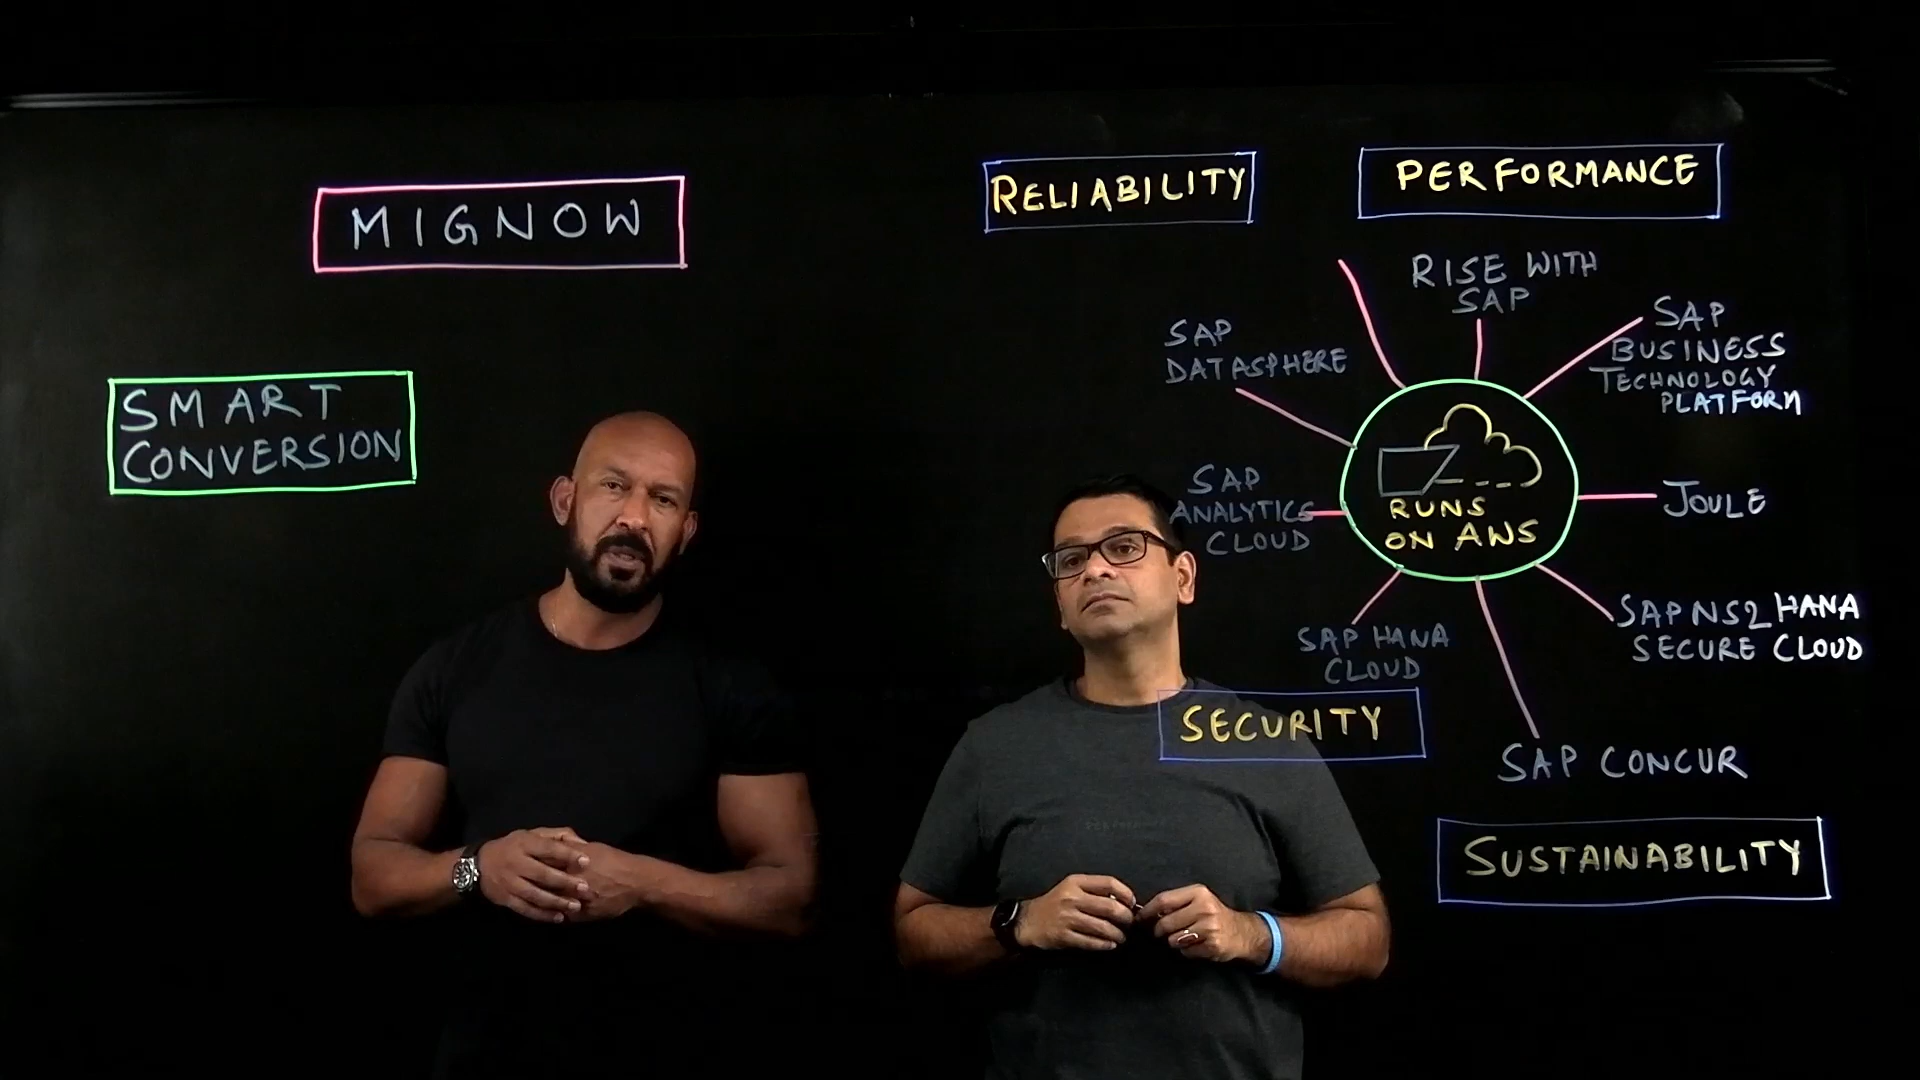 MIGNOW
SMART
CONVERSION
RELIABILITY
PERFORMANCE
RISE WITH
SAP
SAP
BUSINESS
TECHNOLOGY
PLATFORM
SAP
DATASPHERE
SAP
ANALYTICS
CLOUD
RUNS
ON AWS
JOULE
SAP NS2 HANA
SECURE CLOUD
SAP HANA
CLOUD
SECURITY
SAP CONCUR
SUSTAINABILITY